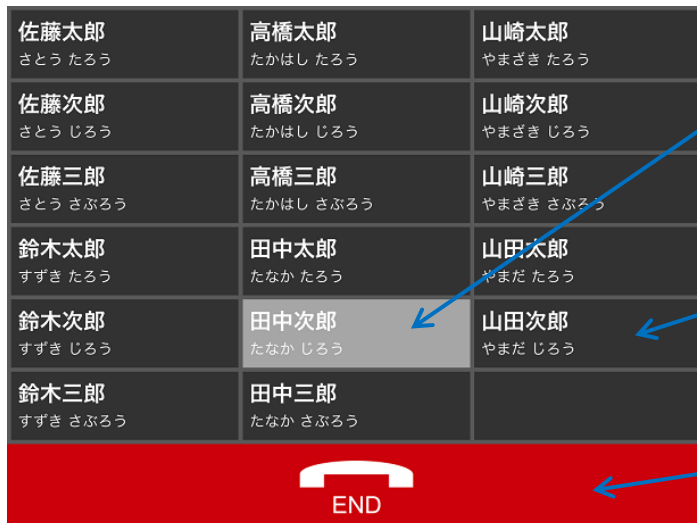 佐藤太郎
さとう たろう
高橋太郎
たかはし たろう
山崎太郎
やまざき たろう
佐藤次郎
さとう じろう
高橋次郎
たかはし じろう
山崎次郎
やまざき じろう
佐藤三郎
さとう さぶろう
高橋三郎
たかはし さぶろう
山崎三郎
やまざき さぶろう
鈴木太郎
すずき たろう
田中太郎
たなか たろう
山田太郎
やまだ たろう
鈴木次郎
すずき じろう
田中次郎
たなか じろう
山田次郎
やまだ じろう
鈴木三郎
すずき さぶろう
田中三郎
たなか さぶろう
END